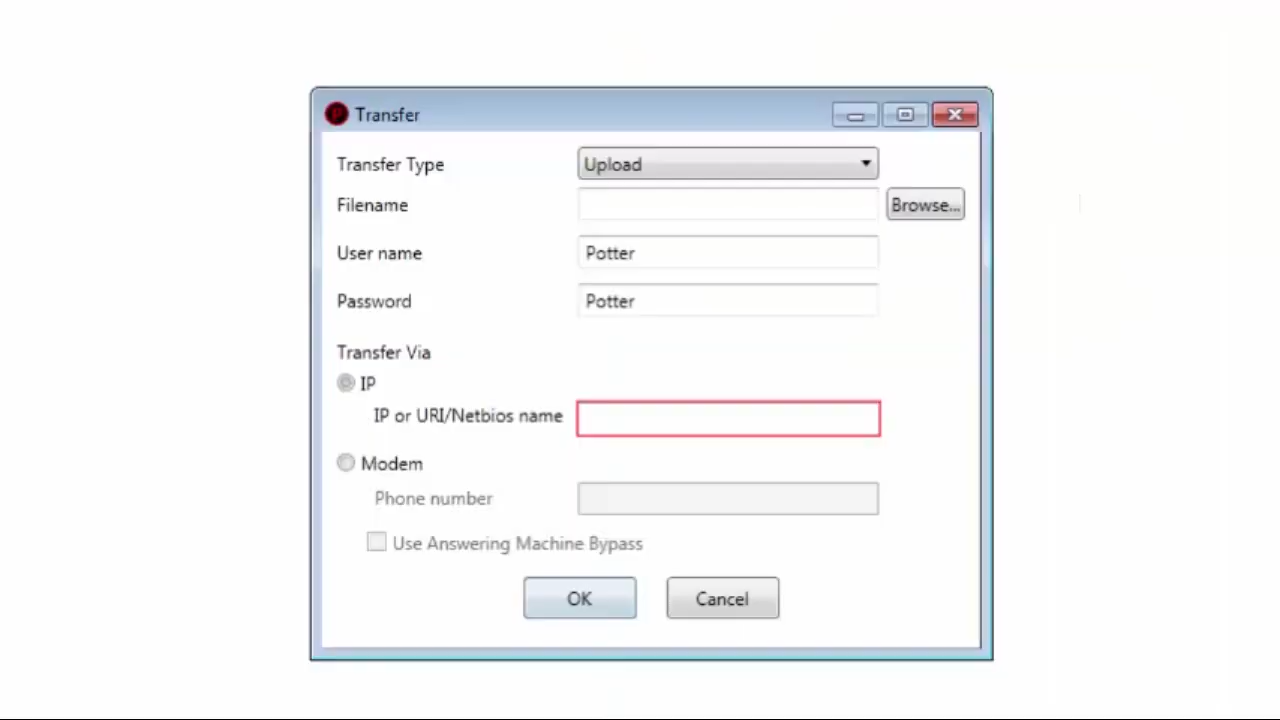 Transfer
Transfer Type Upload
Filename Browse...
User name Potter
Password Potter
Transfer Via
IP
IP or URI/Netbios name
Modem
Phone number
Use Answering Machine Bypass
OK Cancel